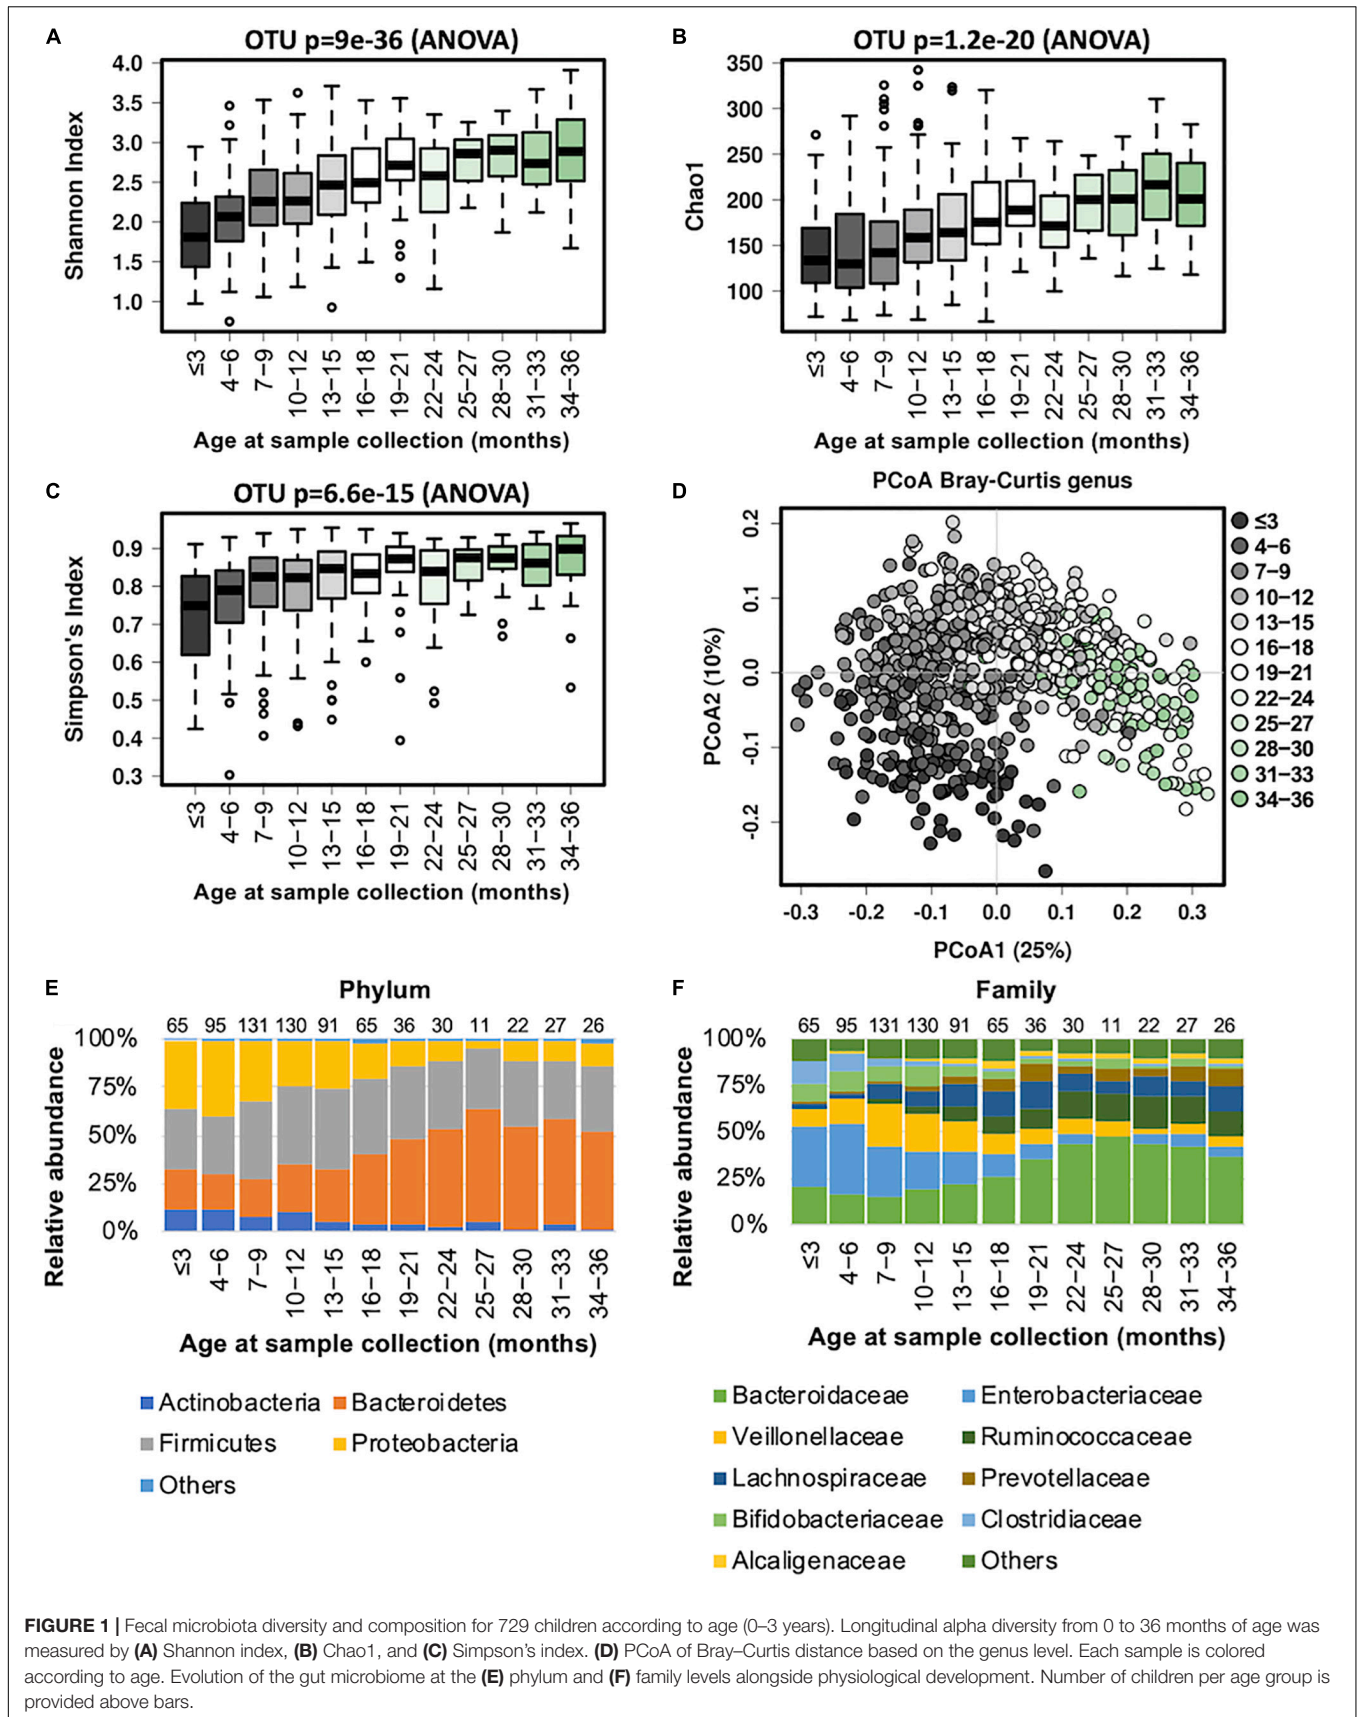 A
OTU p=9e-36 (ANOVA)
4.0
3.5
3.0
2.5
2.0
1.5
1.0
Shannon Index
≤3
4–6
7–9
10–12
13–15
16–18
19–21
22–24
25–27
28–30
31–33
34–36
Age at sample collection (months)
B
OTU p=1.2e-20 (ANOVA)
350
300
250
200
150
100
Chao1
≤3
4–6
7–9
10–12
13–15
16–18
19–21
22–24
25–27
28–30
31–33
34–36
Age at sample collection (months)
C
OTU p=6.6e-15 (ANOVA)
0.9
0.8
0.7
0.6
0.5
0.4
0.3
Simpson's Index
≤3
4–6
7–9
10–12
13–15
16–18
19–21
22–24
25–27
28–30
31–33
34–36
Age at sample collection (months)
D
PCoA Bray-Curtis genus
0.2
0.1
0.0
-0.1
-0.2
PCoA2 (10%)
-0.3 -0.2 -0.1 0.0 0.1 0.2 0.3
PCoA1 (25%)
≤3
4–6
7–9
10–12
13–15
16–18
19–21
22–24
25–27
28–30
31–33
34–36
E
Phylum
65 95 131 130 91 65 36 30 11 22 27 26
100%
75%
50%
25%
0%
Relative abundance
≤3
4–6
7–9
10–12
13–15
16–18
19–21
22–24
25–27
28–30
31–33
34–36
Age at sample collection (months)
Actinobacteria Bacteroidetes
Firmicutes Proteobacteria
Others
F
Family
65 95 131 130 91 65 36 30 11 22 27 26
100%
75%
50%
25%
0%
Relative abundance
≤3
4–6
7–9
10–12
13–15
16–18
19–21
22–24
25–27
28–30
31–33
34–36
Age at sample collection (months)
Bacteroidaceae Enterobacteriaceae
Veillonellaceae Ruminococcaceae
Lachnospiraceae Prevotellaceae
Bifidobacteriaceae Clostridiaceae
Alcaligenaceae Others
FIGURE 1 | Fecal microbiota diversity and composition for 729 children according to age (0–3 years). Longitudinal alpha diversity from 0 to 36 months of age was
measured by (A) Shannon index, (B) Chao1, and (C) Simpson's index. (D) PCoA of Bray–Curtis distance based on the genus level. Each sample is colored
according to age. Evolution of the gut microbiome at the (E) phylum and (F) family levels alongside physiological development. Number of children per age group is
provided above bars.